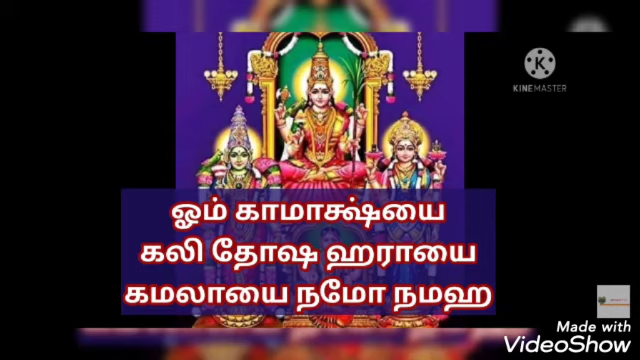 KINEMASTER
ஓம் காமாக்ஷ்யை
கலி தோஷ ஹராயை
கமலாயை நமோ நமஹ
Made with
VideoShow